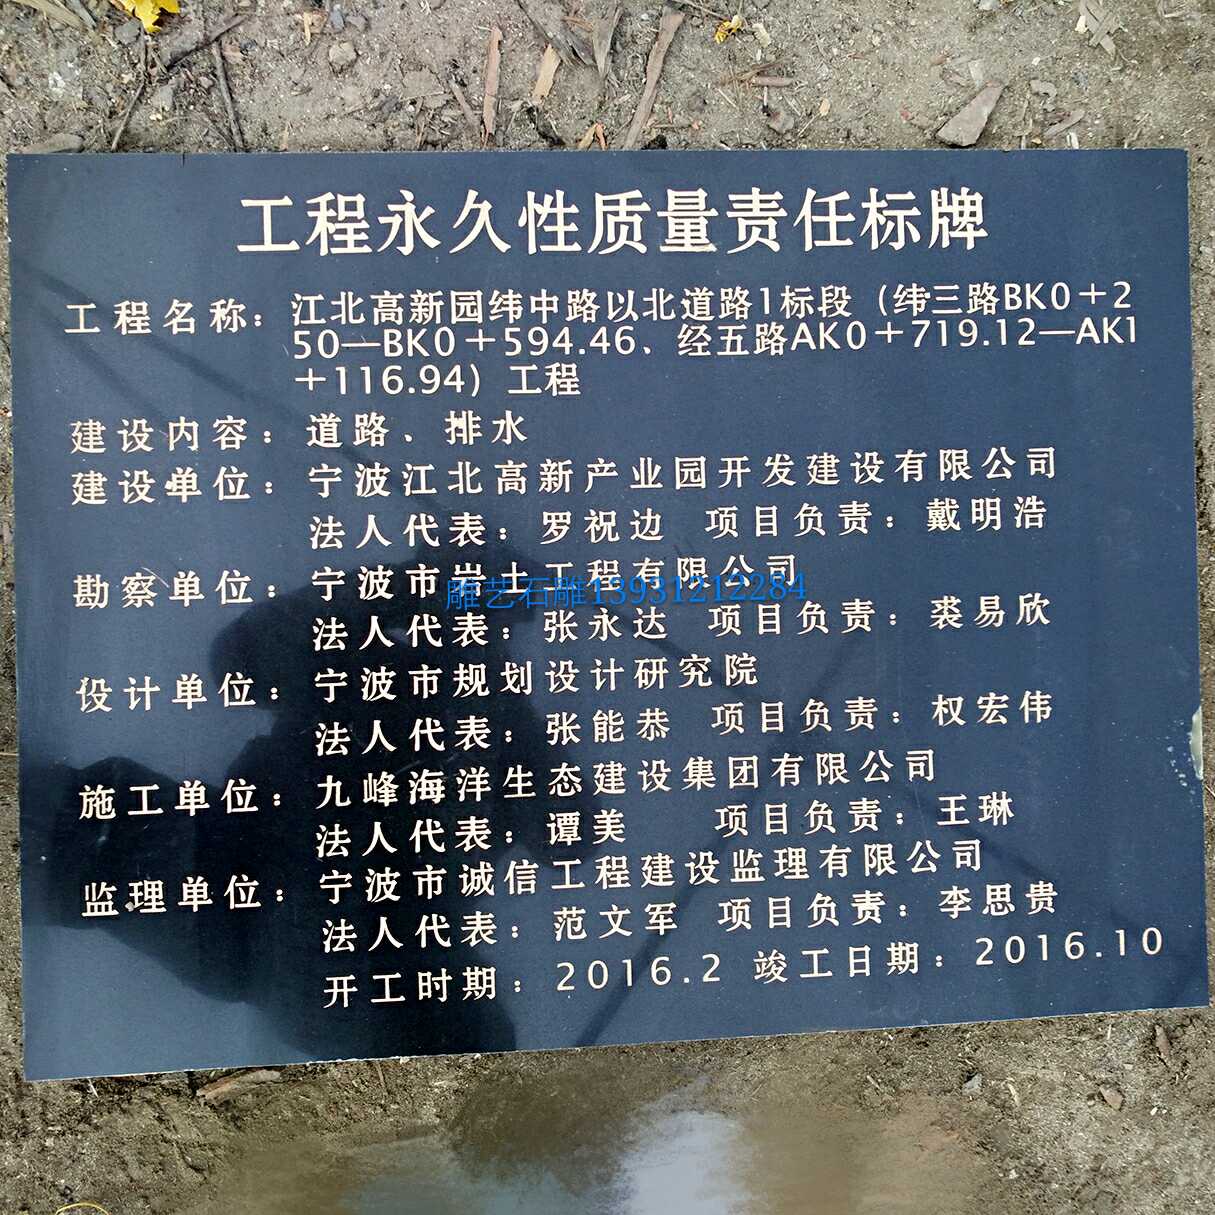 工程永久性质量责任标牌
工程名称：江北高新园纬中路以北道路1标段（纬三路BK0＋2
50—BK0＋594.46、经五路AK0＋719.12—AK1
＋116.94）工程
建设内容：道路、排水
建设单位：宁波江北高新产业园开发建设有限公司
法人代表：罗祝边 项目负责：戴明浩
勘察单位：宁波市岩土工程有限公司
雕艺石雕13931212284
法人代表：张永达 项目负责：裘易欣
设计单位：宁波市规划设计研究院
法人代表：张能恭 项目负责：权宏伟
施工单位：九峰海洋生态建设集团有限公司
法人代表：谭美 项目负责：王琳
监理单位：宁波市诚信工程建设监理有限公司
法人代表：范文军 项目负责：李思贵
开工时期：2016.2 竣工日期：2016.10